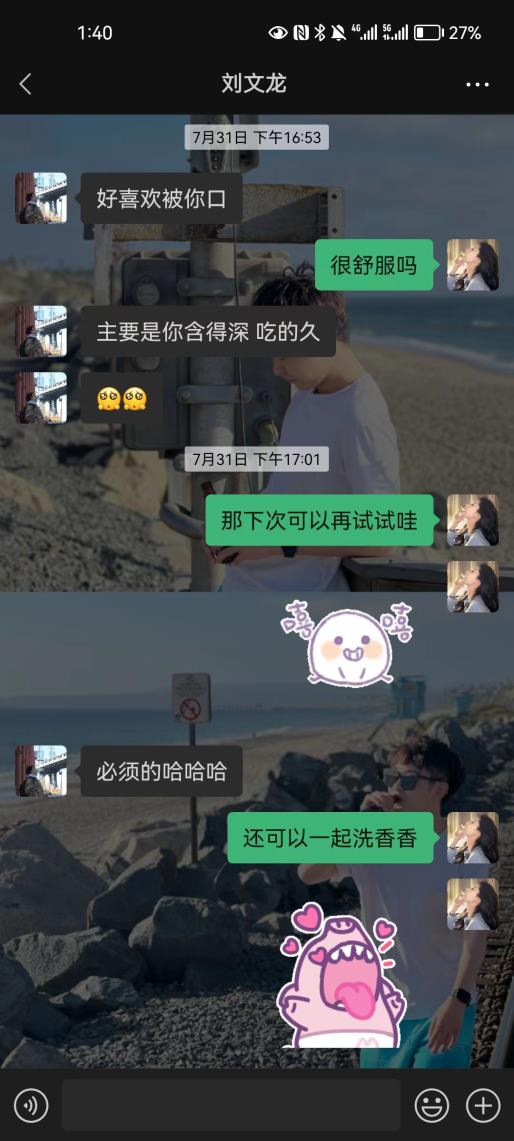 1:40
4G
5G
27%
刘文龙
7月31日 下午16:53
好喜欢被你口
很舒服吗
主要是你含得深 吃的久
7月31日 下午17:01
那下次可以再试试哇
嘻 嘻
必须的哈哈哈
还可以一起洗香香